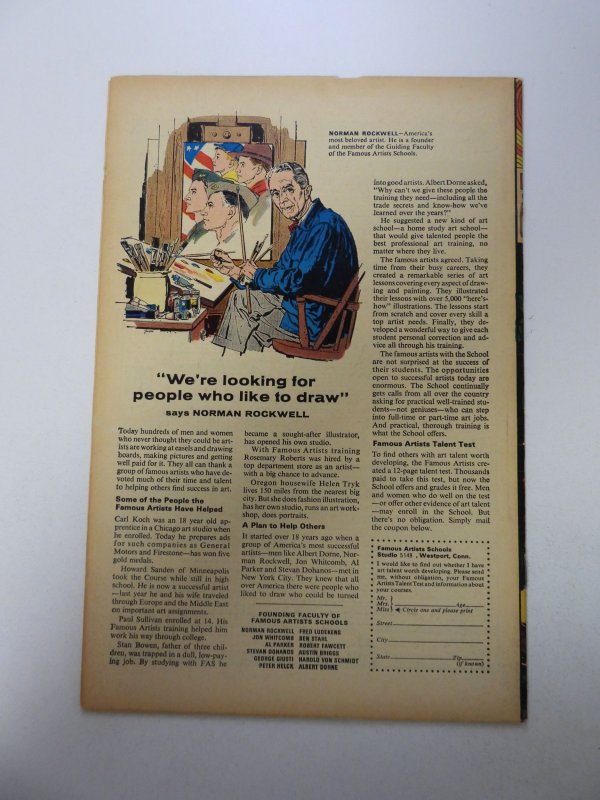 NORMAN ROCKWELL—America's
most beloved artist. He is a founder
and member of the Guiding Faculty
of the Famous Artists Schools.
"We're looking for
people who like to draw"
says NORMAN ROCKWELL
Today hundreds of men and women
who never thought they could be art-
ists are working at easels and drawing
boards, making pictures and getting
well paid for it. They all can thank a
group of famous artists who have de-
voted much of their time and talent
to helping others find success in art.
Some of the People the
Famous Artists Have Helped
Carl Koch was an 18 year old ap-
prentice in a Chicago art studio when
he enrolled. Today he prepares ads
for such companies as General
Motors and Firestone—has won five
gold medals.
Howard Sanden of Minneapolis
took the Course while still in high
school. He is now a successful artist
—last year he and his wife traveled
through Europe and the Middle East
on important art assignments.
Paul Sullivan enrolled at 14. His
Famous Artists training helped him
work his way through college.
Stan Bowen, father of three chil-
dren, was trapped in a dull, low-pay-
ing job. By studying with FAS he
became a sought-after illustrator,
has opened his own studio.
With Famous Artists training
Rosemary Roberts was hired by a
top department store as an artist—
with a big chance to advance.
Oregon housewife Helen Tryk
lives 150 miles from the nearest big
city. But she does fashion illustration,
has her own studio, runs an art work-
shop, does portraits.
A Plan to Help Others
It started over 18 years ago when a
group of America's most successful
artists—men like Albert Dorne, Nor-
man Rockwell, Jon Whitcomb, Al
Parker and Stevan Dohanos—met in
New York City. They knew that all
over America there were people who
liked to draw who could be turned
FOUNDING FACULTY OF
FAMOUS ARTISTS SCHOOLS
NORMAN ROCKWELL FRED LUDEKENS
JON WHITCOMB BEN STAHL
AL PARKER ROBERT FAWCETT
STEVAN DOHANOS AUSTIN BRIGGS
GEORGE GIUSTI HAROLD VON SCHMIDT
PETER HELCK ALBERT DORNE
into good artists. Albert Dorne asked,
"Why can't we give these people the
training they need—including all the
trade secrets and know-how we've
learned over the years?"
He suggested a new kind of art
school—a home study art school—
that would give talented people the
best professional art training, no
matter where they live.
The famous artists agreed. Taking
time from their busy careers, they
created a remarkable series of art
lessons covering every aspect of draw-
ing and painting. They illustrated
their lessons with over 5,000 "here's-
how" illustrations. The lessons start
from scratch and cover every skill a
top artist needs. Finally, they de-
veloped a wonderful way to give each
student personal correction and ad-
vice all through his training.
The famous artists with the School
are not surprised at the success of
their students. The opportunities
open to successful artists today are
enormous. The School continually
gets calls from all over the country
asking for practical well-trained stu-
dents—not geniuses—who can step
into full-time or part-time art jobs.
And practical, thorough training is
what the School offers.
Famous Artists Talent Test
To find others with art talent worth
developing, the Famous Artists cre-
ated a 12-page talent test. Thousands
paid to take this test, but now the
School offers and grades it free. Men
and women who do well on the test
—or offer other evidence of art talent
—may enroll in the School. But
there's no obligation. Simply mail
the coupon below.
Famous Artists Schools
Studio 5148, Westport, Conn.
I would like to find out whether I have
art talent worth developing. Please send
me, without obligation, your Famous
Artists Talent Test and information about
your courses.
Mr.
Mrs. Age
Miss Circle one and please print
Street
City
State Zip
(if known)